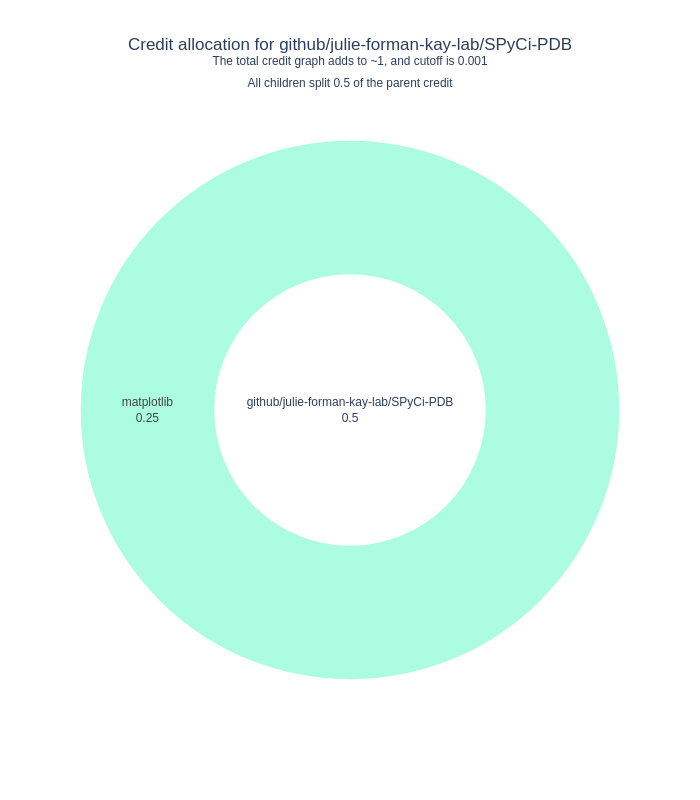 Credit allocation for github/julie-forman-kay-lab/SPyCi-PDB
The total credit graph adds to ~1, and cutoff is 0.001
All children split 0.5 of the parent credit
matplotlib
0.25
github/julie-forman-kay-lab/SPyCi-PDB
0.5